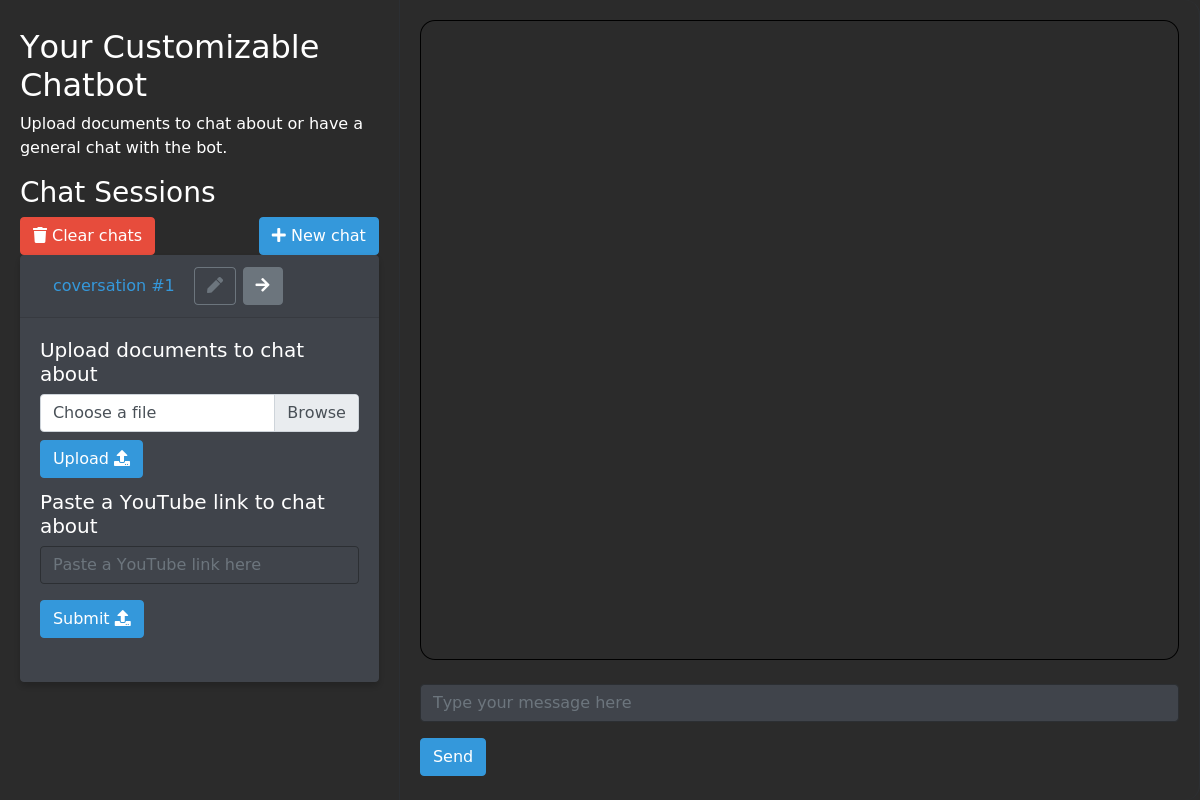 Your Customizable
Chatbot
Upload documents to chat about or have a
general chat with the bot.
Chat Sessions
Clear chats
New chat
coversation #1
Upload documents to chat
about
Choose a file
Browse
Upload
Paste a YouTube link to chat
about
Paste a YouTube link here
Submit
Type your message here
Send